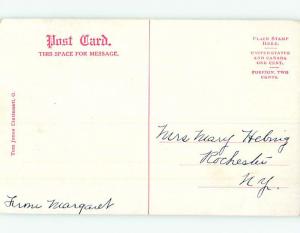 Post Card.
THIS SPACE FOR MESSAGE.
PLACE STAMP
HERE.
UNITED STATES
AND CANADA
ONE CENT.
FOREIGN, TWO
CENTS.
Tom Jones Cincinnati, O.
Mrs Mary Helwig
Rochester
N.Y.
From Margaret